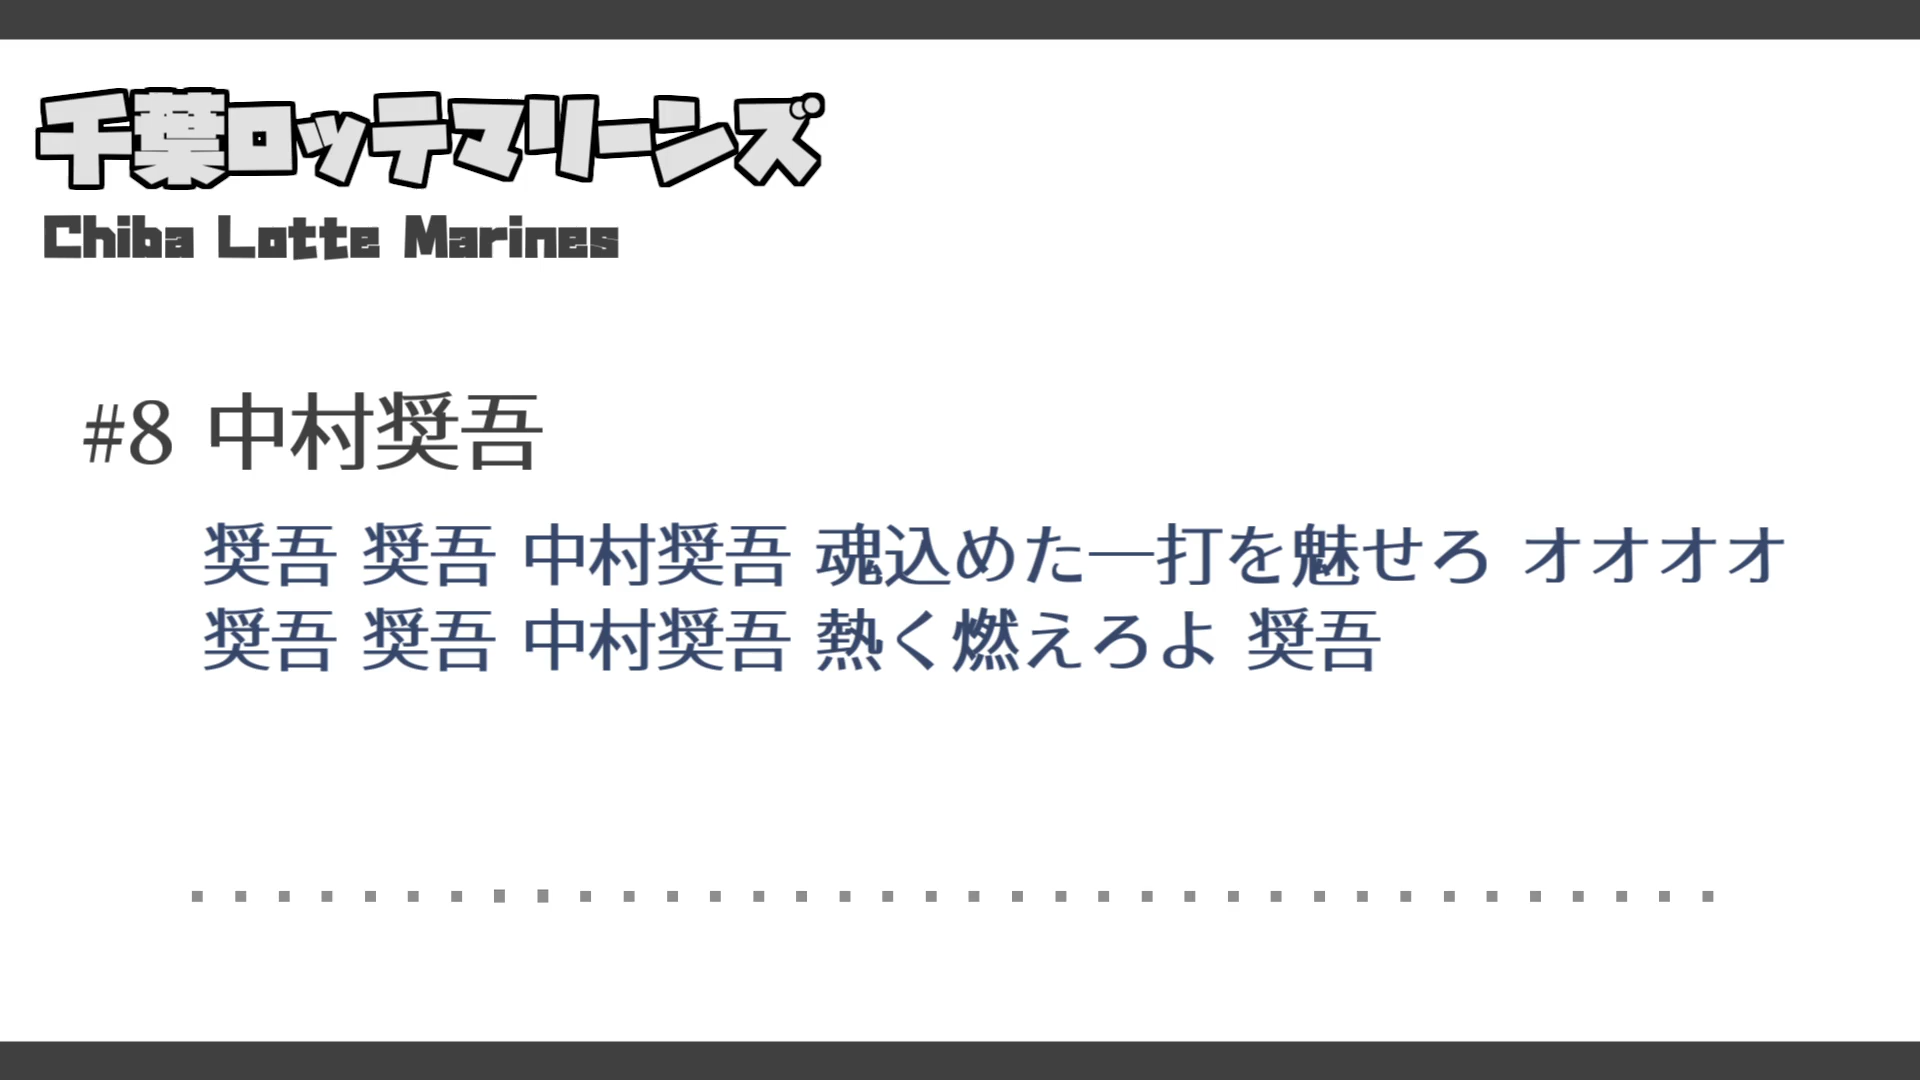 千葉ロッテマリーンズ
Chiba Lotte Marines
#8 中村奨吾
奨吾 奨吾 中村奨吾 魂込めた一打を魅せろ オオオオ
奨吾 奨吾 中村奨吾 熱く燃えろよ 奨吾